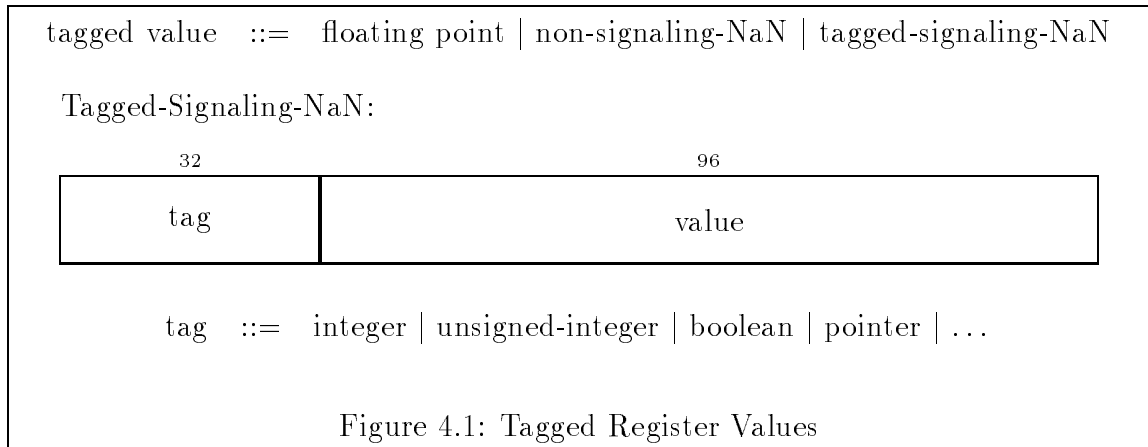 tagged value ::= floating point | non-signaling-NaN | tagged-signaling-NaN
Tagged-Signaling-NaN:
32 96
tag value
tag ::= integer | unsigned-integer | boolean | pointer | . . .
Figure 4.1: Tagged Register Values